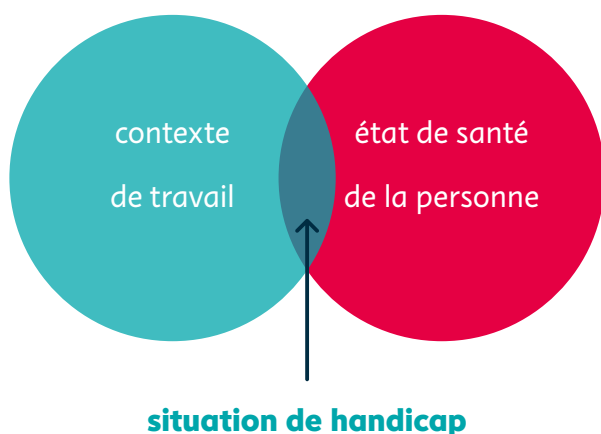 contexte
de travail
état de santé
de la personne
situation de handicap